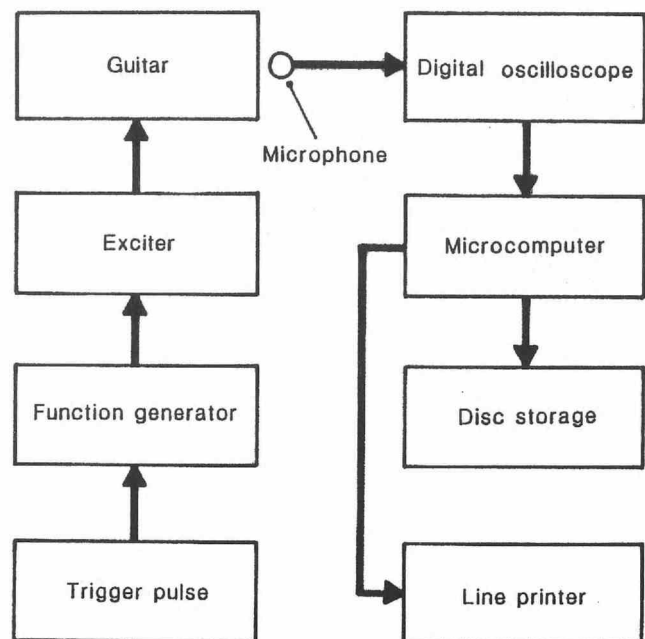 Guitar
Digital oscilloscope
Microphone
Exciter
Microcomputer
Function generator
Disc storage
Trigger pulse
Line printer